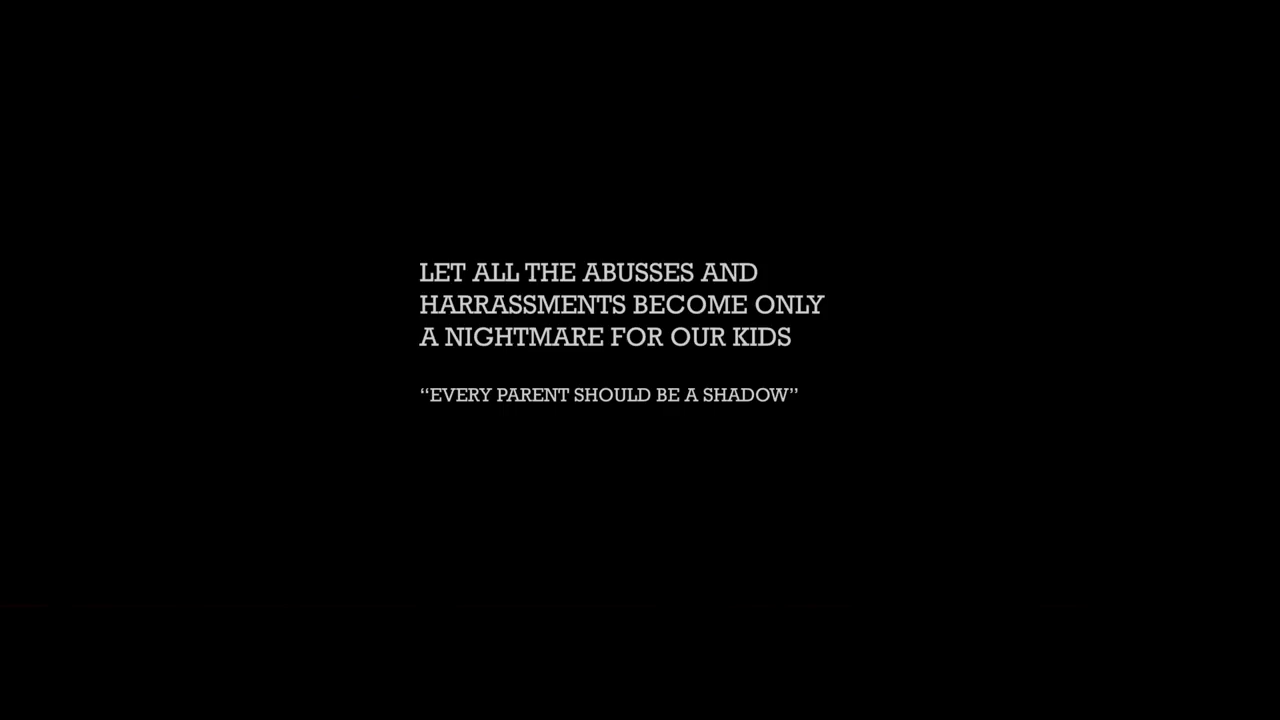 LET ALL THE ABUSSES AND
HARRASSMENTS BECOME ONLY
A NIGHTMARE FOR OUR KIDS
“EVERY PARENT SHOULD BE A SHADOW”